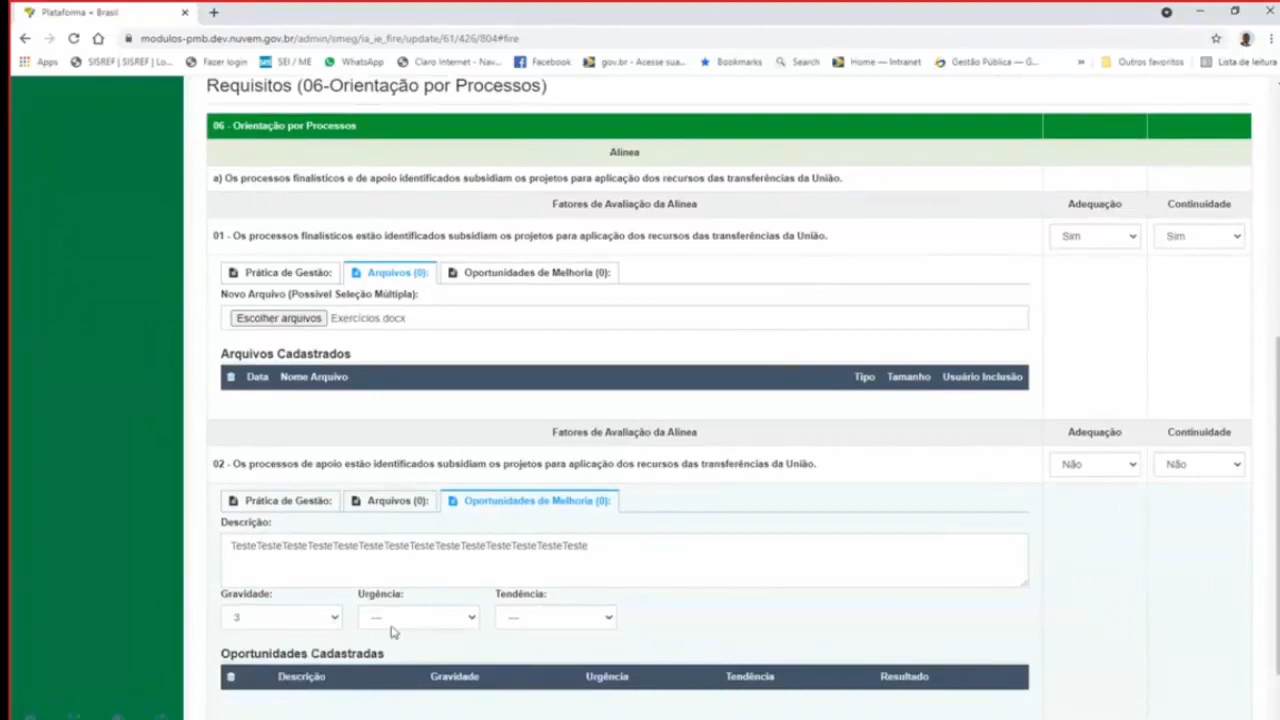 Plataforma + Brasil
modulos-pmb.dev.nuvem.gov.br/admin/smeg/ia_ie_fire/update/61/426/804#fire
Apps SISREF | SISREG | Lo... Fazer login SEI / ME WhatsApp Claro Internet - Nav... Facebook gov.br - Acesse sua... Bookmarks Search Home — Intranet Gestão Pública — G... » Outros favoritos Lista de leitura
Requisitos (06-Orientação por Processos)
06 - Orientação por Processos
Alínea
a) Os processos finalísticos e de apoio identificados subsidiam os projetos para aplicação dos recursos das transferências da União.
Fatores de Avaliação da Alínea Adequação Continuidade
01 - Os processos finalísticos estão identificados subsidiam os projetos para aplicação dos recursos das transferências da União. Sim Sim
Prática de Gestão: Arquivos (0): Oportunidades de Melhoria (0):
Novo Arquivo (Possível Seleção Múltipla):
Escolher arquivos Exercícios.docx
Arquivos Cadastrados
Data Nome Arquivo Tipo Tamanho Usuário Inclusão
Fatores de Avaliação da Alínea Adequação Continuidade
02 - Os processos de apoio estão identificados subsidiam os projetos para aplicação dos recursos das transferências da União. Não Não
Prática de Gestão: Arquivos (0): Oportunidades de Melhoria (0):
Descrição:
TesteTesteTesteTesteTesteTesteTesteTesteTesteTesteTesteTesteTesteTeste
Gravidade: Urgência: Tendência:
3 --- ---
Oportunidades Cadastradas
Descrição Gravidade Urgência Tendência Resultado